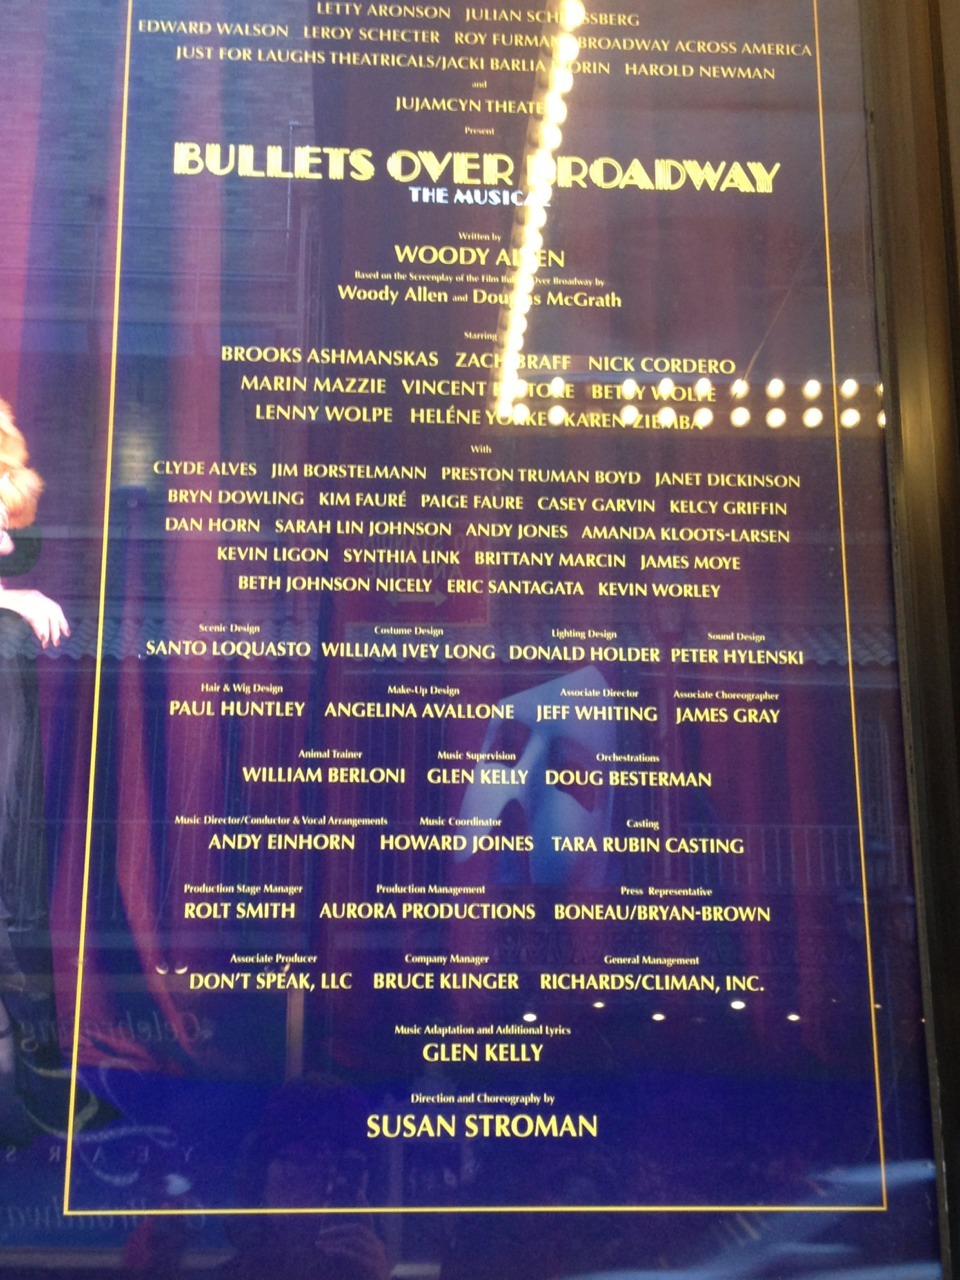 LETTY ARONSON JULIAN SCH SSBERG
EDWARD WALSON LEROY SCHECTER ROY FURMAN BROADWAY ACROSS AMERICA
JUST FOR LAUGHS THEATRICALS/JACKI BARLIA ORIN HAROLD NEWMAN
and
JUJAMCYN THEATE
Present
BULLETS OVER BROADWAY
THE MUSICAL
Written by
WOODY ALLEN
Based on the Screenplay of the Film Bullets Over Broadway by
Woody Allen and Douglas McGrath
Starring
BROOKS ASHMANSKAS ZACH BRAFF NICK CORDERO
MARIN MAZZIE VINCENT PASTORE BETSY WOLFE
LENNY WOLPE HELÉNE YORKE KAREN ZIEMBA
With
CLYDE ALVES JIM BORSTELMANN PRESTON TRUMAN BOYD JANET DICKINSON
BRYN DOWLING KIM FAURÉ PAIGE FAURE CASEY GARVIN KELCY GRIFFIN
DAN HORN SARAH LIN JOHNSON ANDY JONES AMANDA KLOOTS-LARSEN
KEVIN LIGON SYNTHIA LINK BRITTANY MARCIN JAMES MOYE
BETH JOHNSON NICELY ERIC SANTAGATA KEVIN WORLEY
Scenic Design Costume Design Lighting Design Sound Design
SANTO LOQUASTO WILLIAM IVEY LONG DONALD HOLDER PETER HYLENSKI
Hair & Wig Design Make-Up Design Associate Director Associate Choreographer
PAUL HUNTLEY ANGELINA AVALLONE JEFF WHITING JAMES GRAY
Animal Trainer Music Supervision Orchestrations
WILLIAM BERLONI GLEN KELLY DOUG BESTERMAN
Music Director/Conductor & Vocal Arrangements Music Coordinator Casting
ANDY EINHORN HOWARD JOINES TARA RUBIN CASTING
Production Stage Manager Production Management Press Representative
ROLT SMITH AURORA PRODUCTIONS BONEAU/BRYAN-BROWN
Associate Producer Company Manager General Management
DON'T SPEAK, LLC BRUCE KLINGER RICHARDS/CLIMAN, INC.
Music Adaptation and Additional Lyrics
GLEN KELLY
Direction and Choreography by
SUSAN STROMAN
Celebrating
YEARS
Broadway